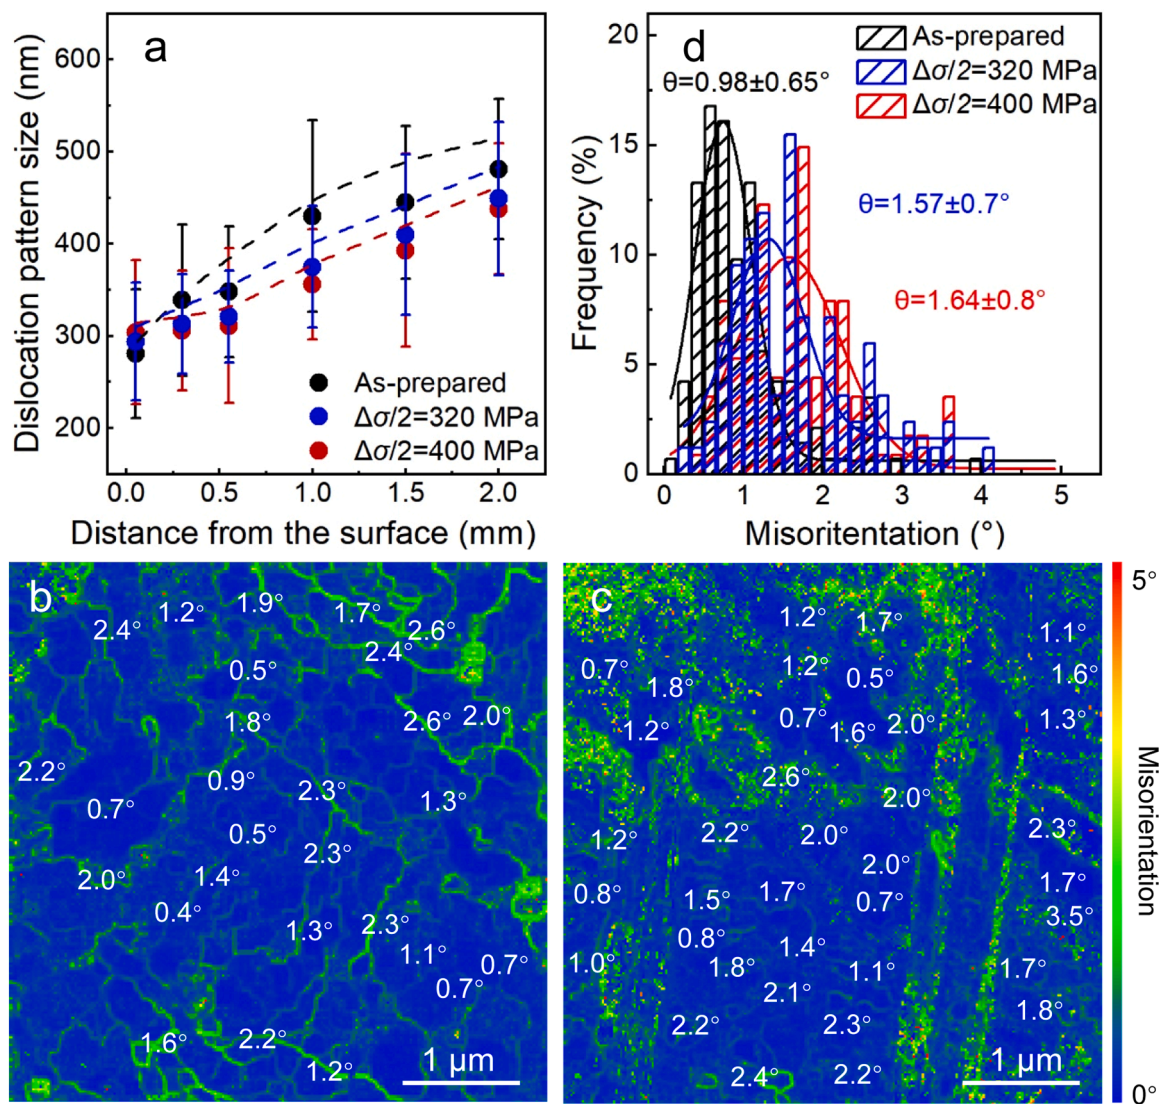 a
Dislocation pattern size (nm)
600
500
400
300
200
As-prepared
Δσ/2=320 MPa
Δσ/2=400 MPa
0.0 0.5 1.0 1.5 2.0
Distance from the surface (mm)
d
Frequency (%)
20
15
10
5
0
As-prepared
Δσ/2=320 MPa
Δσ/2=400 MPa
θ=0.98±0.65°
θ=1.57±0.7°
θ=1.64±0.8°
0 1 2 3 4 5
Misoritentation (°)
b
1.2° 1.9° 1.7°
2.4° 2.6°
2.4°
0.5°
1.8° 2.6° 2.0°
2.2° 0.9° 2.3° 1.3°
0.7°
0.5°
2.3°
2.0° 1.4°
0.4°
1.3° 2.3°
1.1° 0.7°
0.7°
1.6° 2.2°
1.2°
1 μm
c
1.2° 1.7°
1.1°
0.7° 1.2° 0.5° 1.6°
1.8°
1.2° 0.7° 1.6° 2.0° 1.3°
2.6°
2.0°
1.2° 2.2° 2.0° 2.3°
2.0°
0.8° 1.5° 1.7° 0.7° 1.7°
3.5°
0.8° 1.4°
1.0° 1.8° 1.1° 1.7°
2.1° 1.8°
2.2° 2.3°
2.4° 2.2°
1 μm
5°
Misorientation
0°